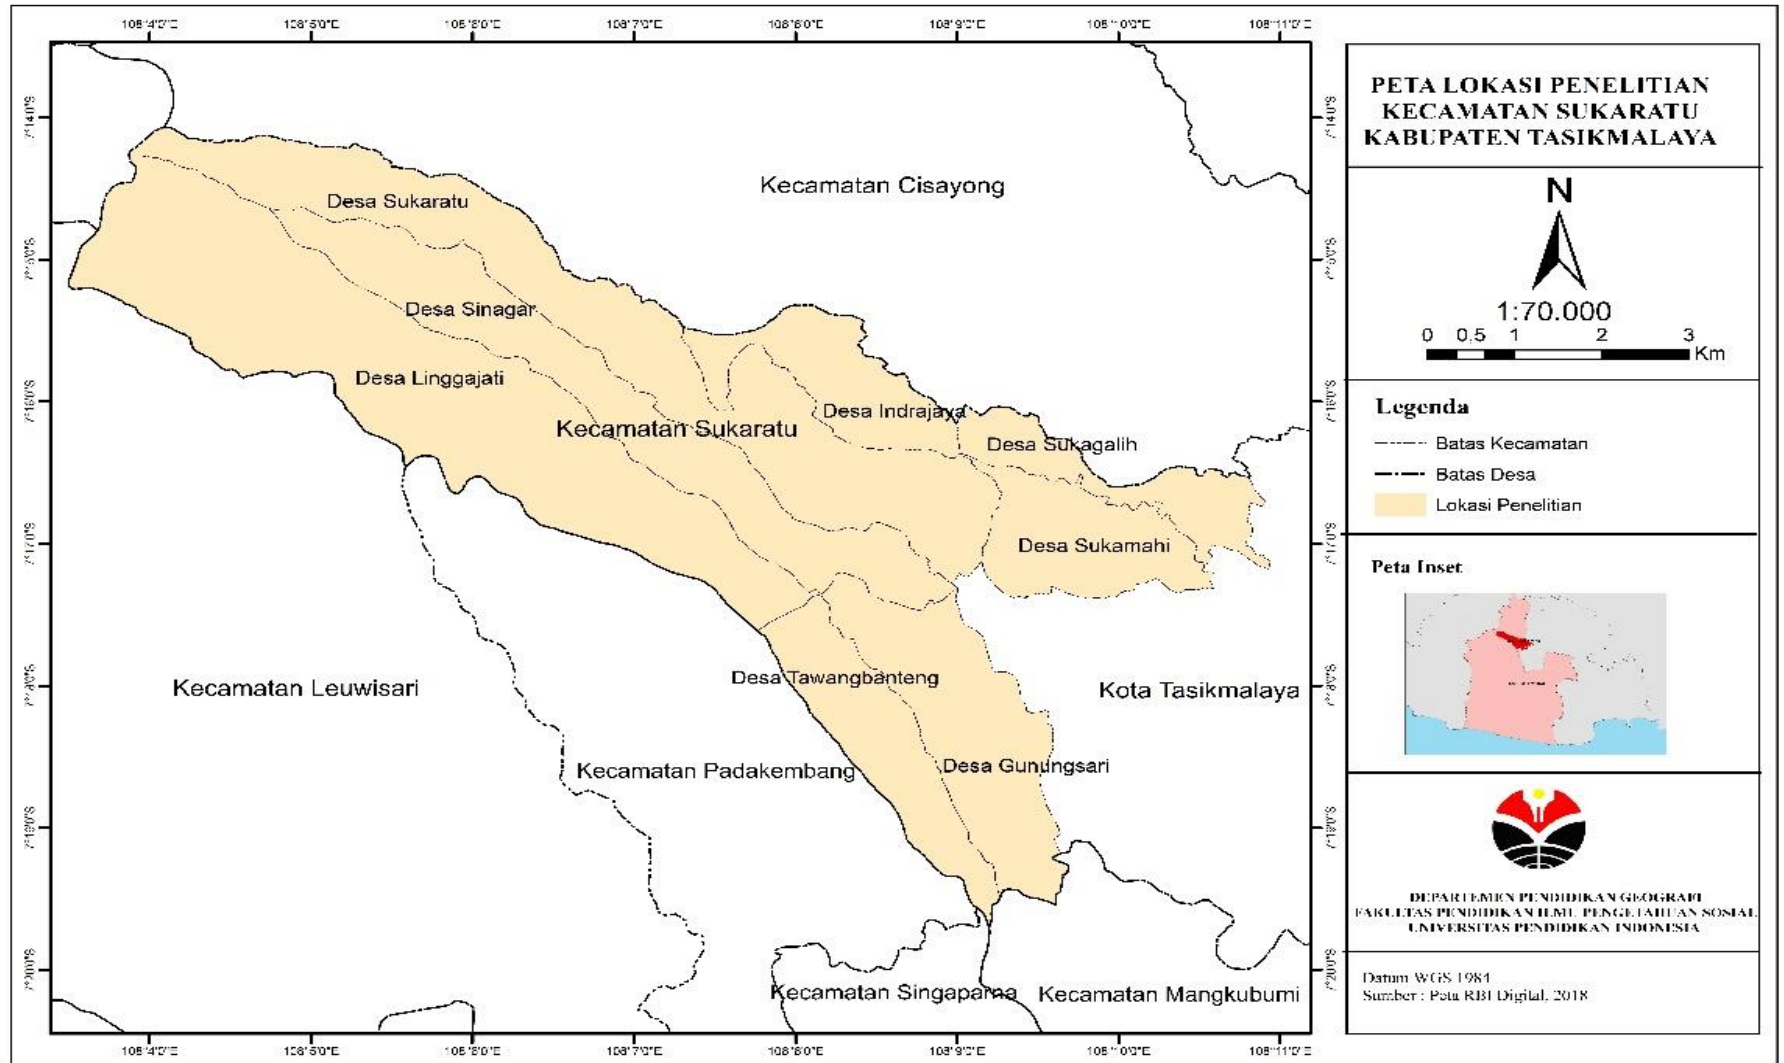 PETA LOKASI PENELITIAN
KECAMATAN SUKARATU
KABUPATEN TASIKMALAYA
N
1:70.000
0 0,5 1 2 3
Km
Legenda
Batas Kecamatan
Batas Desa
Lokasi Penelitian
Peta Inset
DEPARTEMEN PENDIDIKAN GEOGRAFI
FAKULTAS PENDIDIKAN ILMU PENGETAHUAN SOSIAL
UNIVERSITAS PENDIDIKAN INDONESIA
Datum WGS 1984
Sumber : Peta RBI Digital, 2018
Kecamatan Cisayong
Desa Sukaratu
Desa Sinagar
Desa Linggajati
Kecamatan Sukaratu
Desa Indrajaya
Desa Sukagalih
Desa Sukamahi
Desa Tawangbanteng
Kecamatan Leuwisari
Kota Tasikmalaya
Kecamatan Padakembang
Desa Gunungsari
Kecamatan Singaparna
Kecamatan Mangkubumi